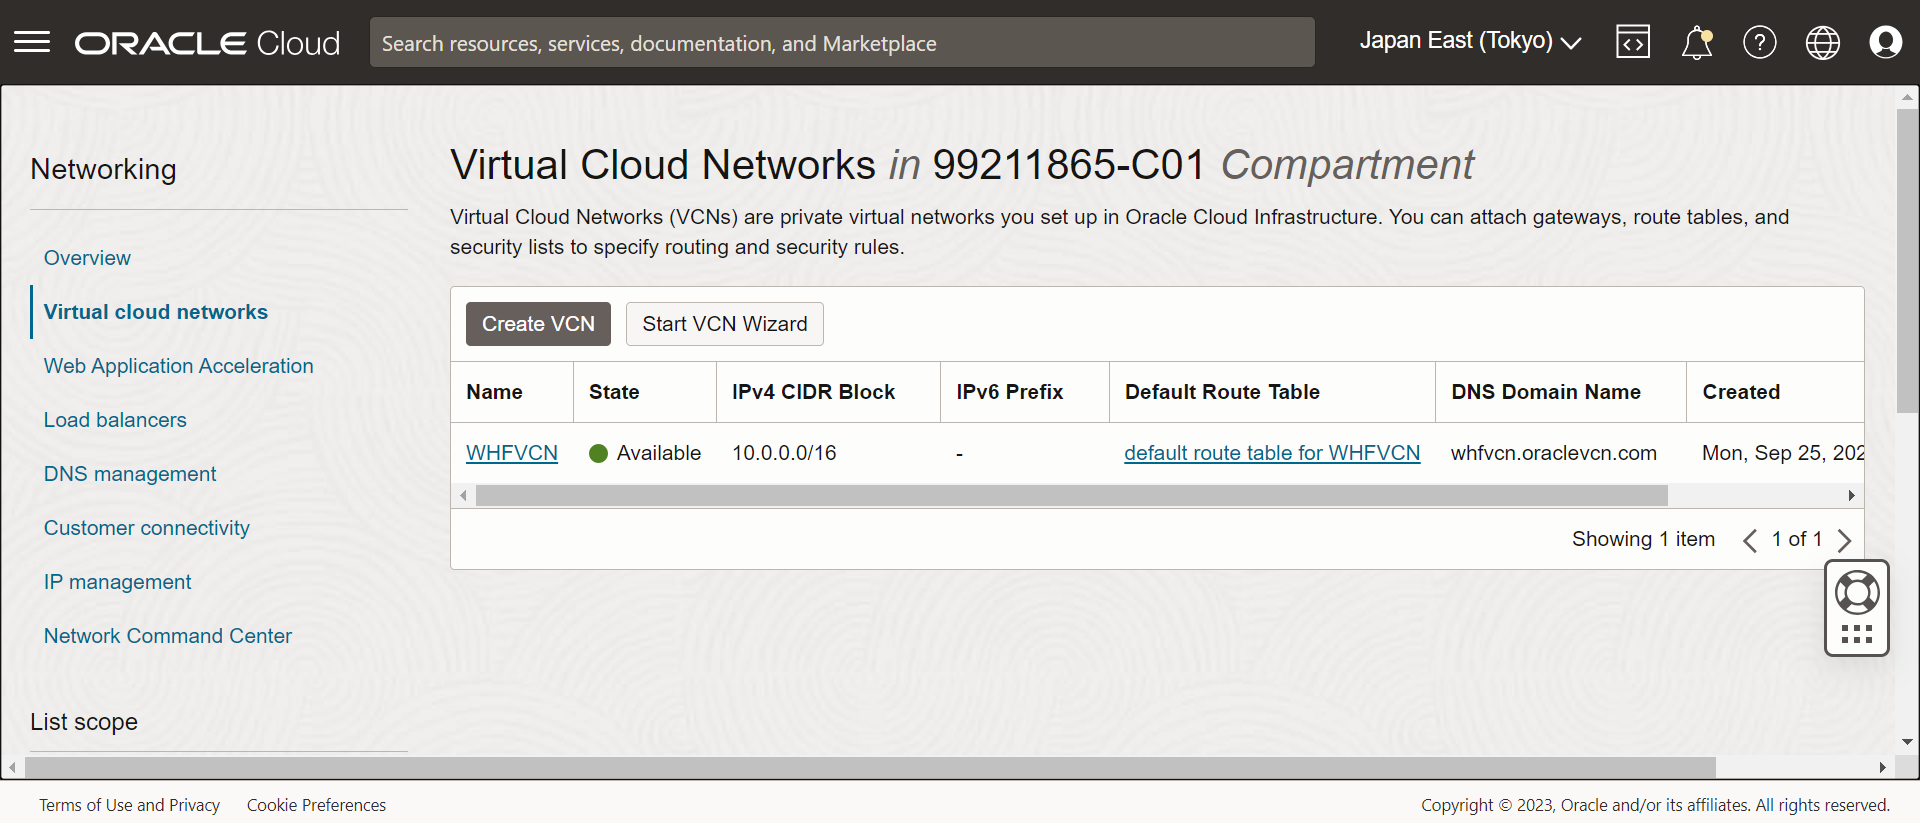 ORACLE Cloud
Search resources, services, documentation, and Marketplace
Japan East (Tokyo)
Networking
Overview
Virtual cloud networks
Web Application Acceleration
Load balancers
DNS management
Customer connectivity
IP management
Network Command Center
List scope
Virtual Cloud Networks in 99211865-C01 Compartment
Virtual Cloud Networks (VCNs) are private virtual networks you set up in Oracle Cloud Infrastructure. You can attach gateways, route tables, and
security lists to specify routing and security rules.
Create VCN Start VCN Wizard
Name State IPv4 CIDR Block IPv6 Prefix Default Route Table DNS Domain Name Created
WHFVCN Available 10.0.0.0/16 - default route table for WHFVCN whfvcn.oraclevcn.com Mon, Sep 25, 202
Showing 1 item 1 of 1
Terms of Use and Privacy Cookie Preferences
Copyright © 2023, Oracle and/or its affiliates. All rights reserved.